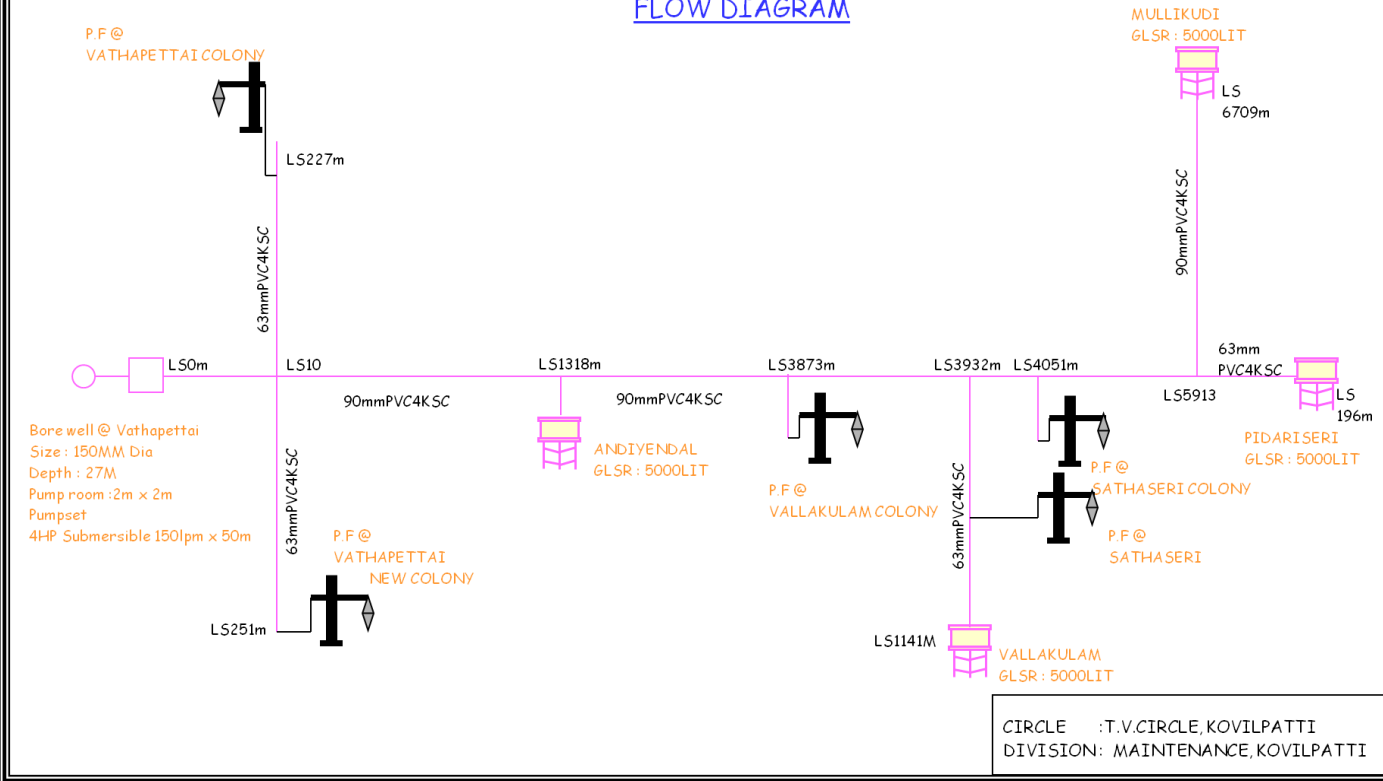 FLOW DIAGRAM
P.F @
VATHAPETTAI COLONY
MULLIKUDI
GLSR : 5000LIT
LS
6709m
LS227m
63mmPVC4KSC
90mmPVC4KSC
LS0m
LS10
LS1318m
LS3873m
LS3932m
LS4051m
63mm
PVC4KSC
LS5913
LS
196m
90mmPVC4KSC
90mmPVC4KSC
Bore well @ Vathapettai
Size : 150MM Dia
Depth : 27M
Pump room :2m x 2m
Pumpset
4HP Submersible 150lpm x 50m
63mmPVC4KSC
ANDIYENDAL
GLSR : 5000LIT
P.F @
VALLAKULAM COLONY
63mmPVC4KSC
P.F @
SATHASERI COLONY
PIDARISERI
GLSR : 5000LIT
P.F @
SATHASERI
P.F @
VATHAPETTAI
NEW COLONY
LS251m
LS1141M
VALLAKULAM
GLSR : 5000LIT
CIRCLE :T.V.CIRCLE, KOVILPATTI
DIVISION: MAINTENANCE, KOVILPATTI